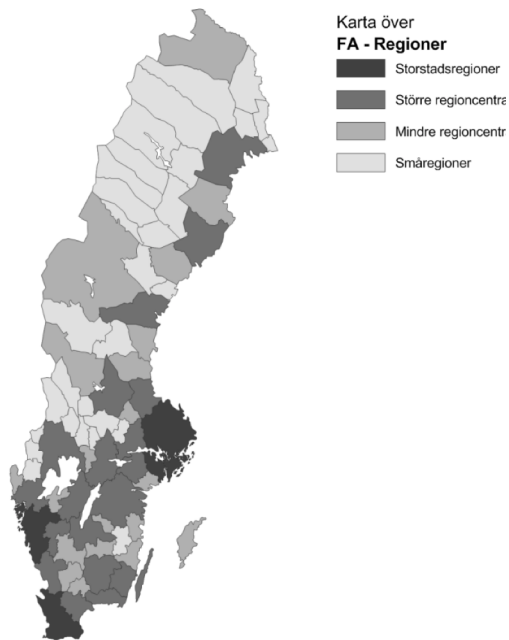 Karta över
FA - Regioner
Storstadsregioner
Större regioncentra
Mindre regioncentr
Småregioner